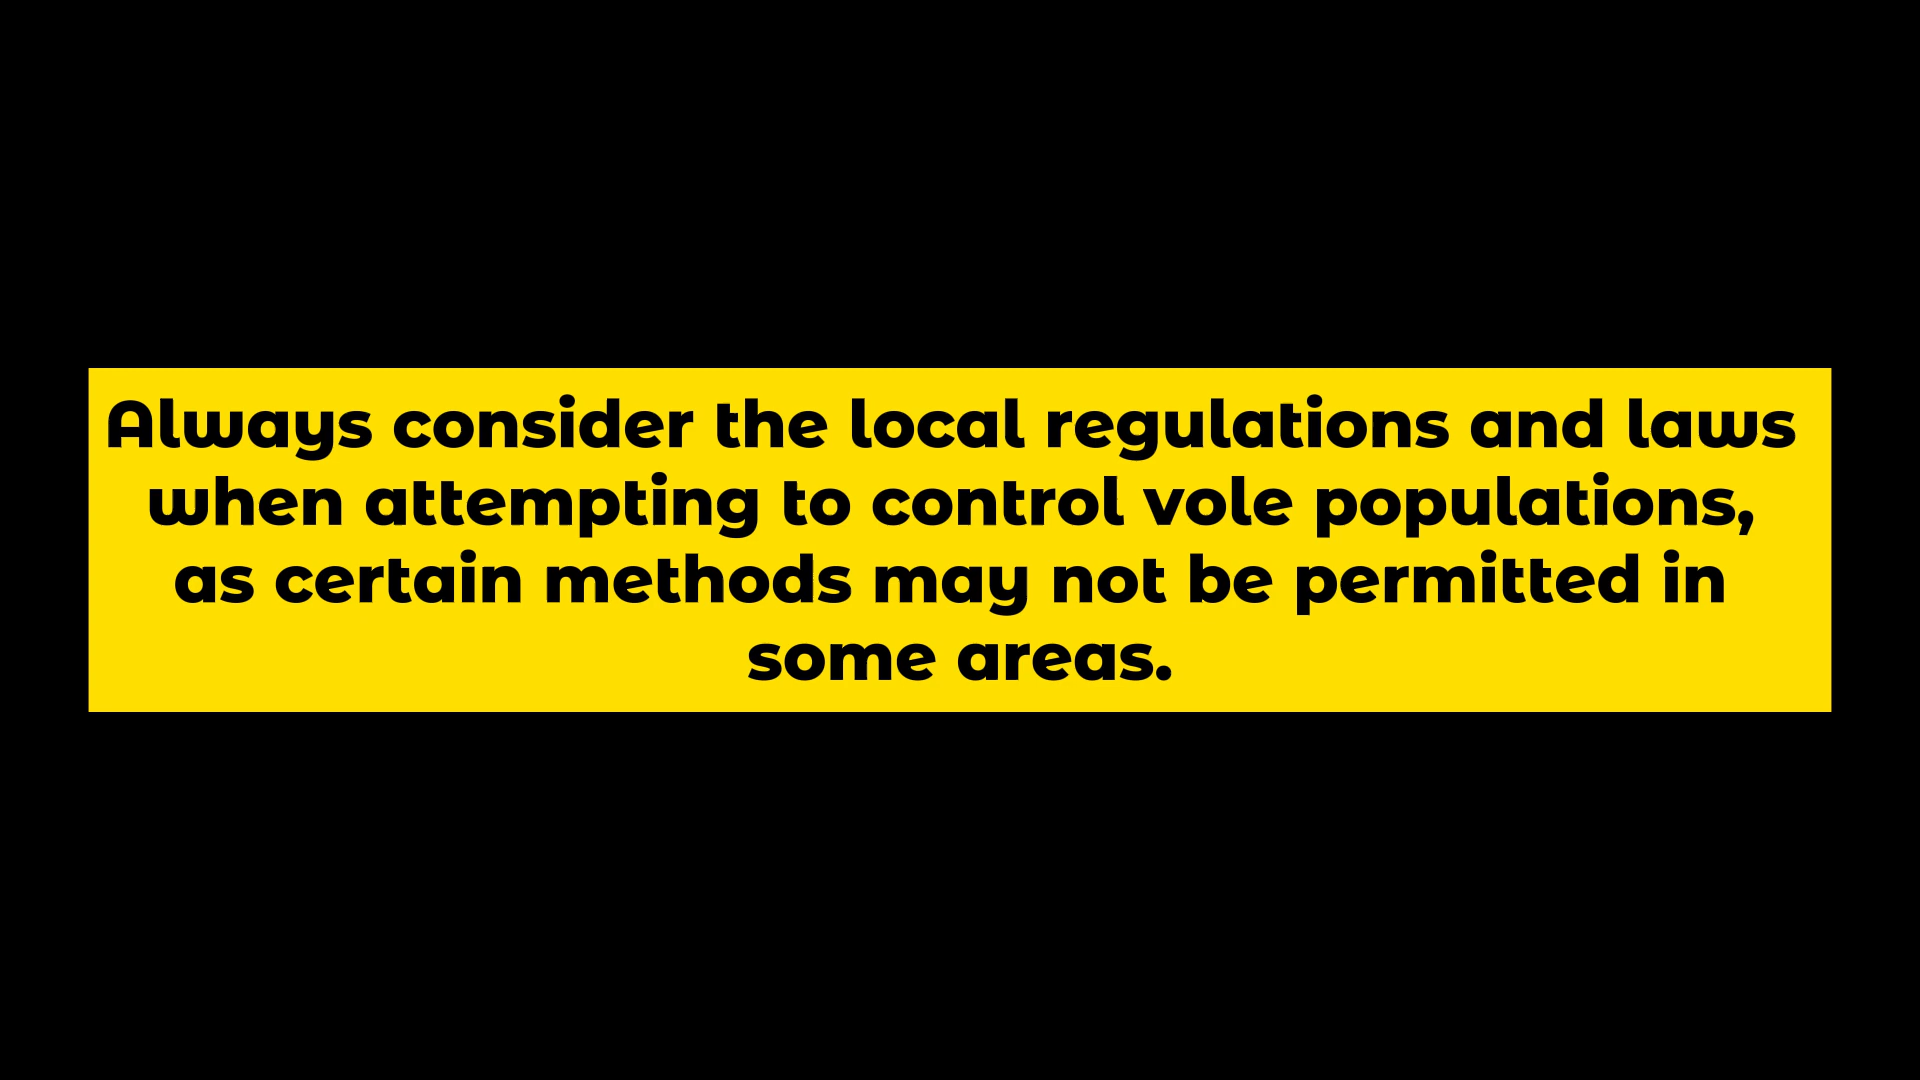 Always consider the local regulations and laws
when attempting to control vole populations,
as certain methods may not be permitted in
some areas.